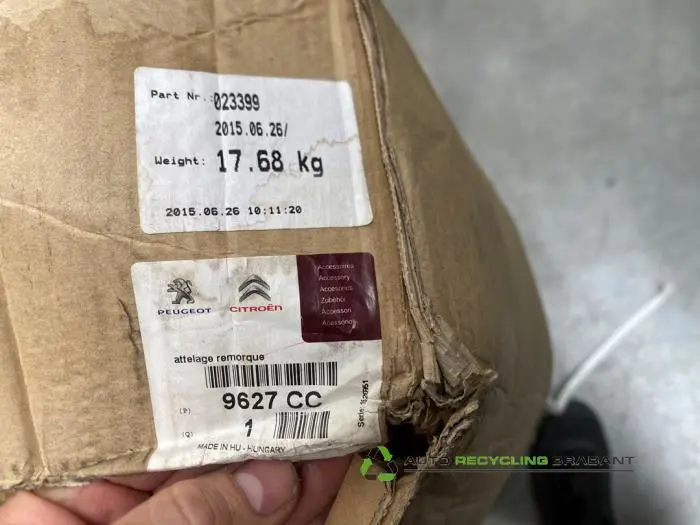 Part Nr.:023399
2015.06.26/
Weight: 17.68 kg
2015.06.26 10:11:20
PEUGEOT
CITROËN
Accessoires
Accessory
Accesorios
Zubehör
Accessori
Acessórios
attelage remorque
(P) 9627 CC
(Q) 1
MADE IN HU - HUNGARY
AUTO RECYCLING BRABANT